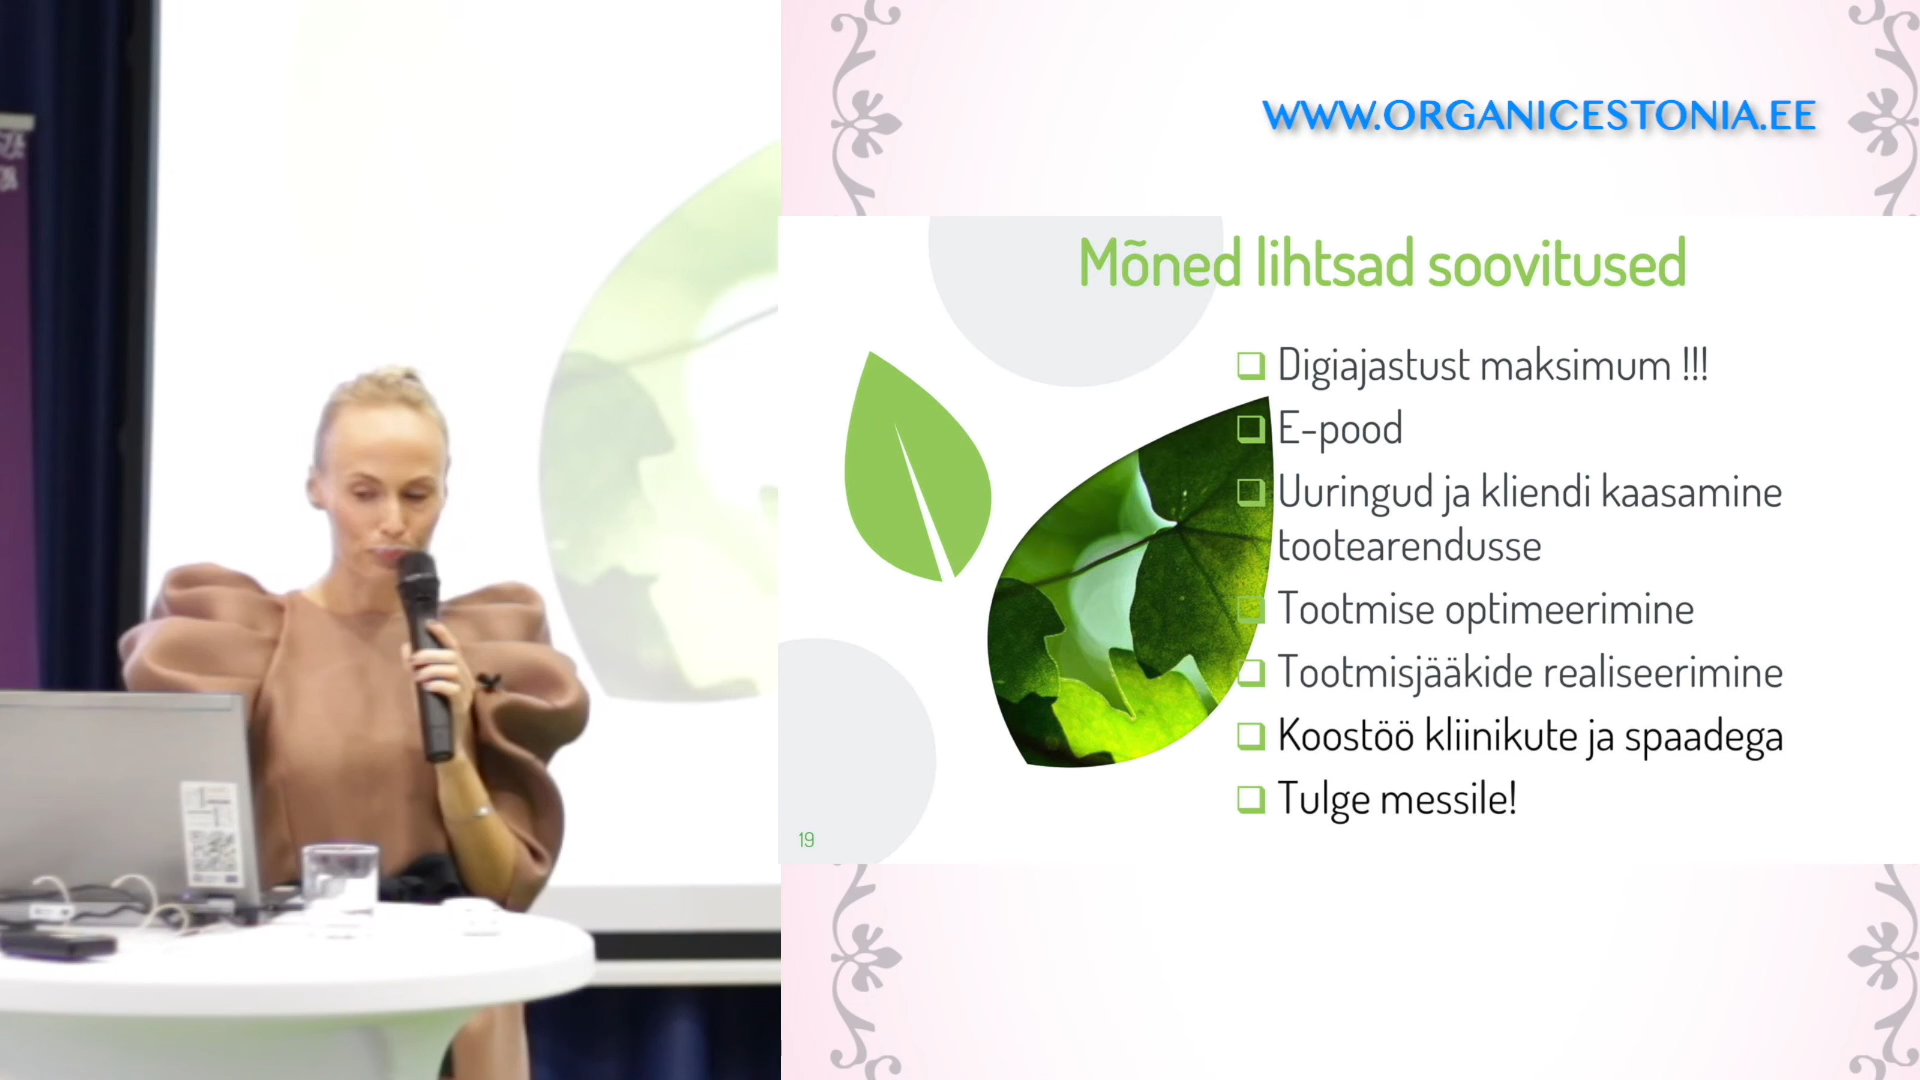 WWW.ORGANICESTONIA.EE
Mõned lihtsad soovitused
Digiajastust maksimum !!!
E-pood
Uuringud ja kliendi kaasamine
tootearendusse
Tootmise optimeerimine
Tootmisjääkide realiseerimine
Koostöö kliinikute ja spaadega
Tulge messile!
19